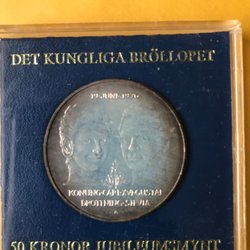 DET KUNGLIGA BRÖLLOPET
19 JUNI 1976
KONUNG·CARL·XVI·GUSTAF
DROTTNING·SILVIA
50 KRONOR JUBILEUMSMYNT